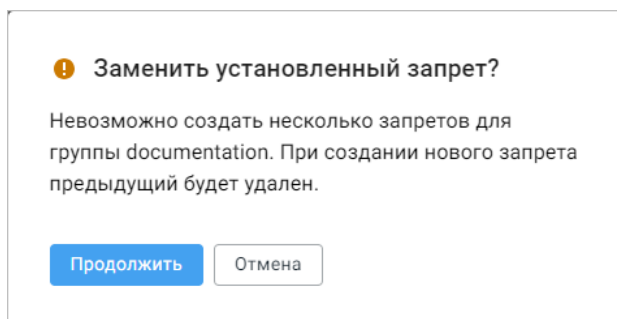 Заменить установленный запрет?
Невозможно создать несколько запретов для
группы documentation. При создании нового запрета
предыдущий будет удален.
Продолжить Отмена